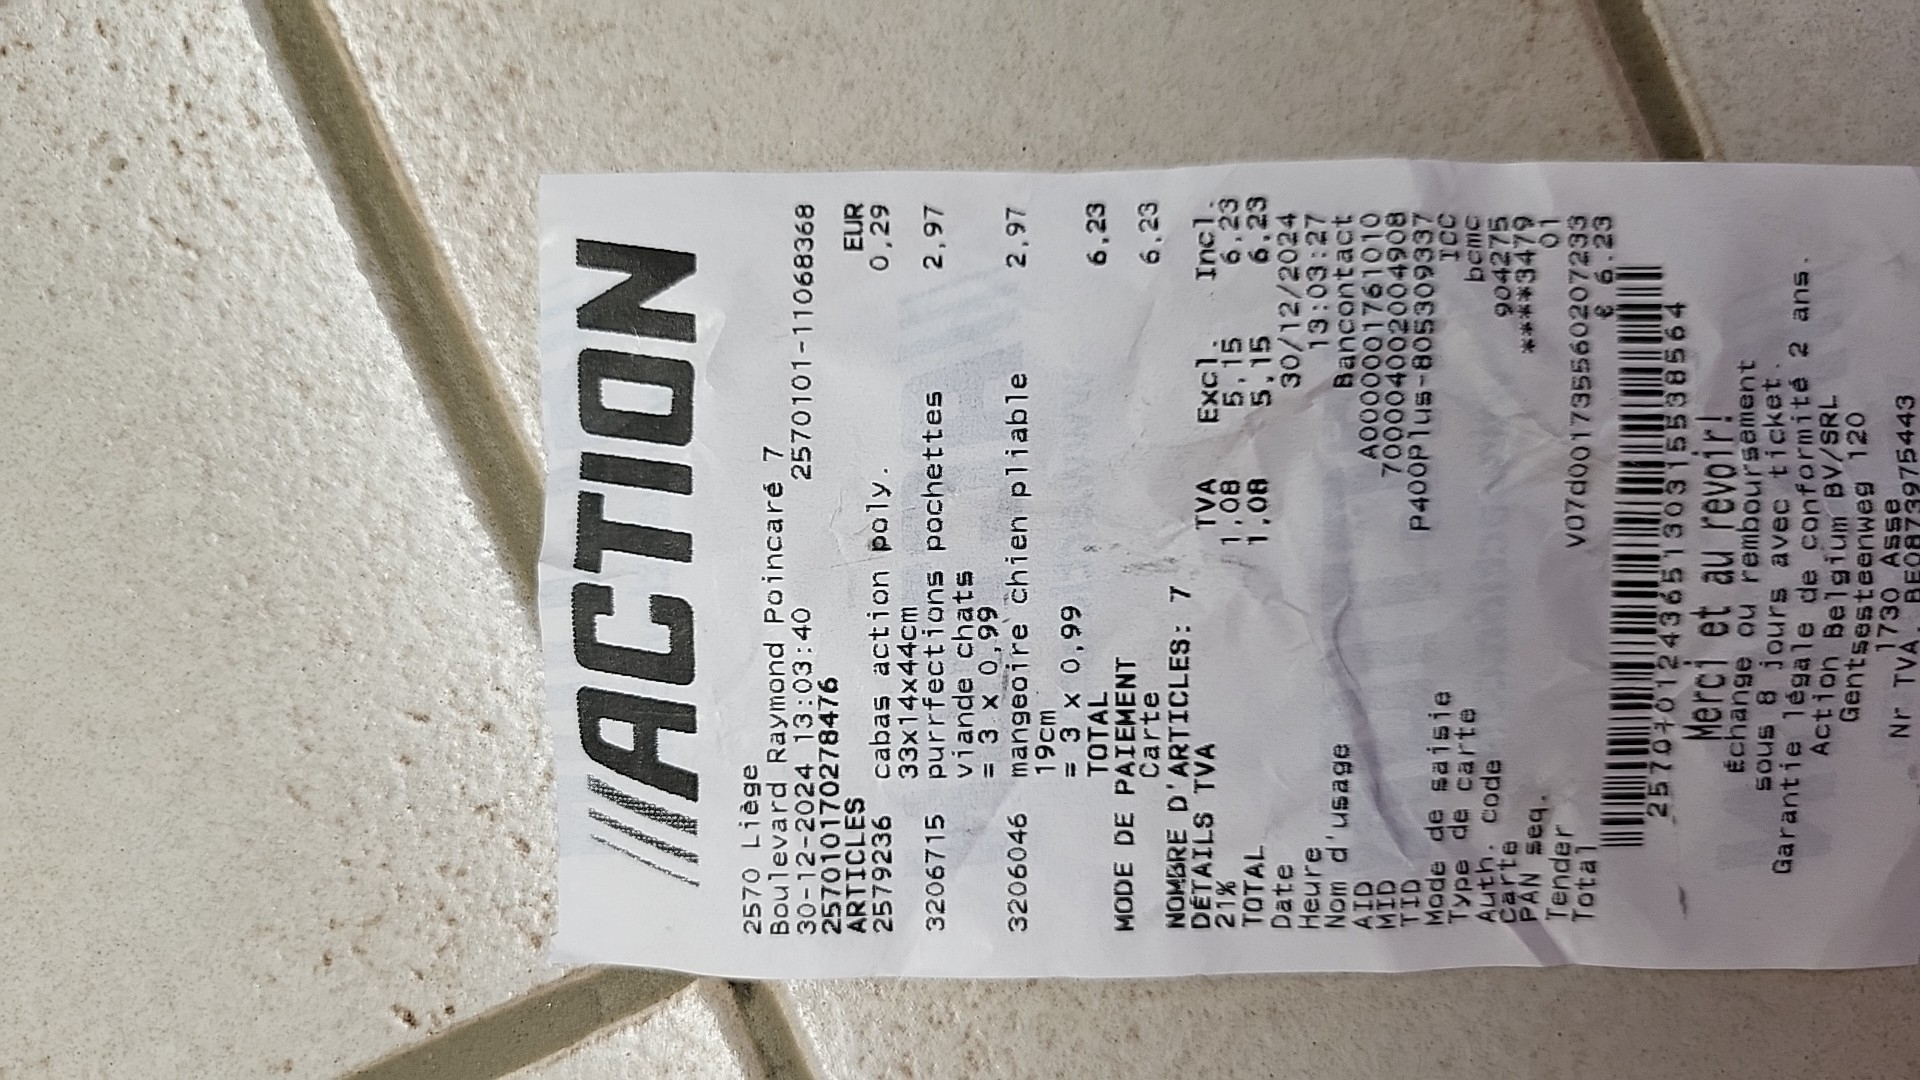 ACTION
2570 Liège
Boulevard Raymond Poincaré 7
30-12-2024 13:03:40 2570101-11068368
2570101170278476
ARTICLES EUR
2579236 cabas action poly. 0,29
33x14x44cm
3206715 purrfections pochettes 2,97
viande chats
= 3 x 0,99
3206046 mangeoire chien pliable 2,97
19cm
= 3 x 0,99
TOTAL 6,23
MODE DE PAIEMENT
Carte 6,23
NOMBRE D'ARTICLES: 7
DÉTAILS TVA TVA Excl. Incl.
21% 1,08 5,15 6,23
TOTAL 1,08 5,15 6,23
Date 30/12/2024
Heure 13:03:27
Nom d'usage Bancontact
AID A0000001761010
MID 700004002004908
TID P400Plus-805309337
Mode de saisie ICC
Type de carte bcmc
Auth. code 904275
Carte ****3479
PAN seq. 01
Tender V07d001735560207233
Total € 6.23
2570+0124365130315538564
Merci et au revoir!
Échange ou remboursement
sous 8 jours avec ticket.
Garantie légale de conformité 2 ans.
Action Belgium BV/SRL
Gentsesteenweg 120
1730 Asse
Nr TVA. BE0873975443